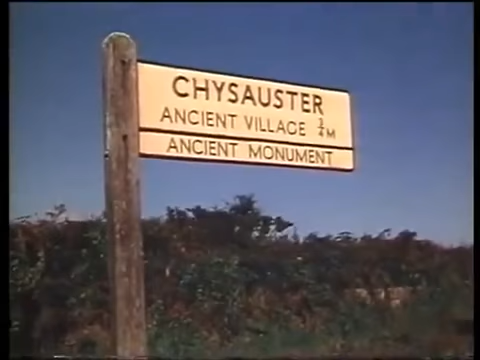 CHYSAUSTER
ANCIENT VILLAGE ¾ M
ANCIENT MONUMENT